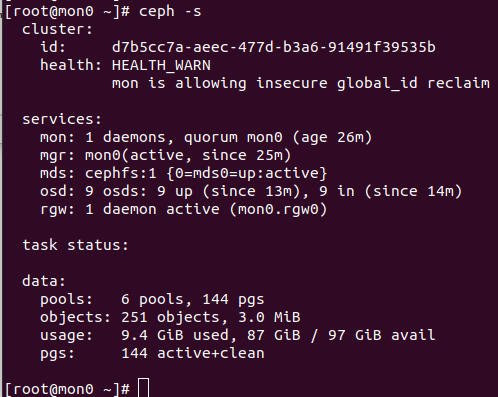 [root@mon0 ~]# ceph -s
  cluster:
    id:     d7b5cc7a-aeec-477d-b3a6-91491f39535b
    health: HEALTH_WARN
            mon is allowing insecure global_id reclaim

  services:
    mon: 1 daemons, quorum mon0 (age 26m)
    mgr: mon0(active, since 25m)
    mds: cephfs:1 {0=mds0=up:active}
    osd: 9 osds: 9 up (since 13m), 9 in (since 14m)
    rgw: 1 daemon active (mon0.rgw0)

  task status:

  data:
    pools:   6 pools, 144 pgs
    objects: 251 objects, 3.0 MiB
    usage:   9.4 GiB used, 87 GiB / 97 GiB avail
    pgs:     144 active+clean

[root@mon0 ~]#